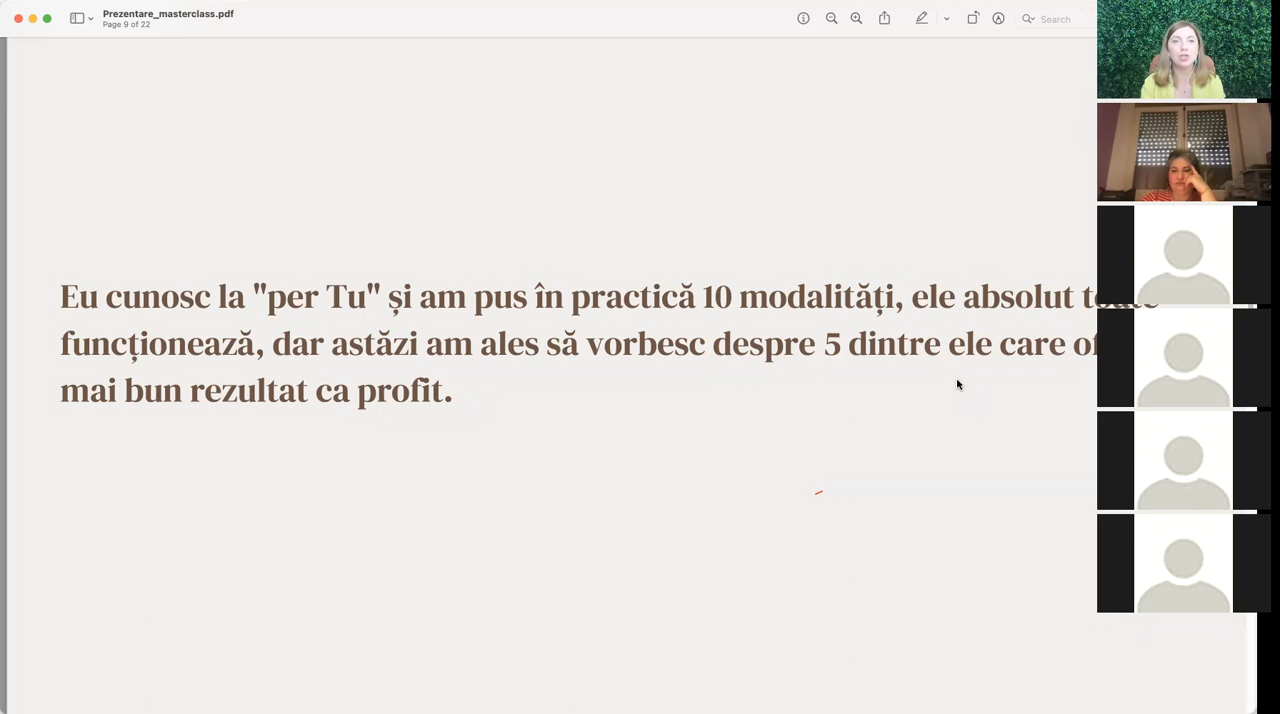 Prezentare_masterclass.pdf
Page 9 of 22
Search
Eu cunosc la "per Tu" și am pus în practică 10 modalități, ele absolut toate
funcționează, dar astăzi am ales să vorbesc despre 5 dintre ele care
mai bun rezultat ca profit.